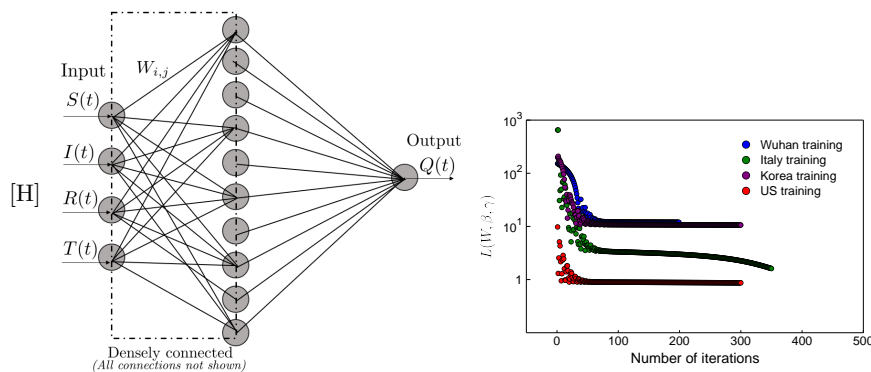 [H]
Input
W_{i,j}
S(t)
I(t)
R(t)
T(t)
Output
Q(t)
Densely connected
(All connections not shown)
L(W, β, γ)
10^3
10^2
10^1
1
0 100 200 300 400 500
Number of iterations
Wuhan training
Italy training
Korea training
US training